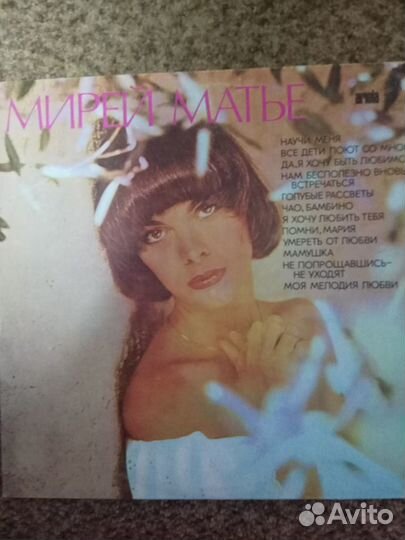 МИРЕЙ МАТЬЕ
ariola
НАУЧИ МЕНЯ
ВСЕ ДЕТИ ПОЮТ СО МНОЙ
ДА, Я ХОЧУ БЫТЬ ЛЮБИМОЙ
НАМ БЕСПОЛЕЗНО ВНОВЬ
ВСТРЕЧАТЬСЯ
ГОЛУБЫЕ РАССВЕТЫ
ЧАО, БАМБИНО
Я ХОЧУ ЛЮБИТЬ ТЕБЯ
ПОМНИ, МАРИЯ
УМЕРЕТЬ ОТ ЛЮБВИ
МАМУШКА
НЕ ПОПРОЩАВШИСЬ—
НЕ УХОДЯТ
МОЯ МЕЛОДИЯ ЛЮБВИ
Avito